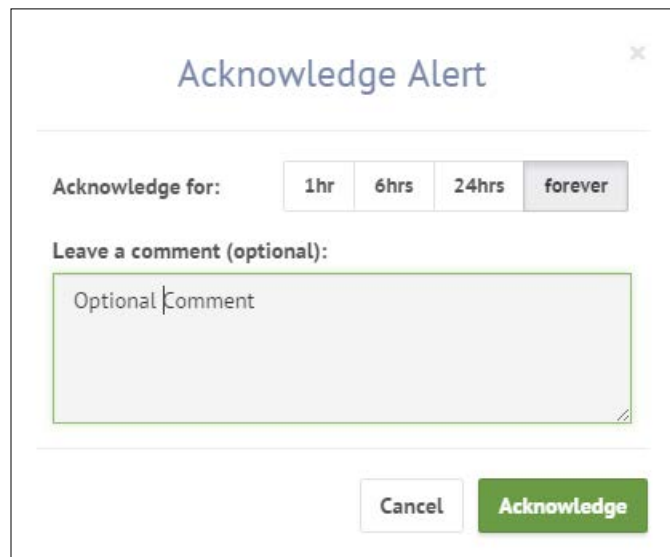 Acknowledge Alert
×
Acknowledge for: 1hr 6hrs 24hrs forever
Leave a comment (optional):
Optional Comment
Cancel Acknowledge